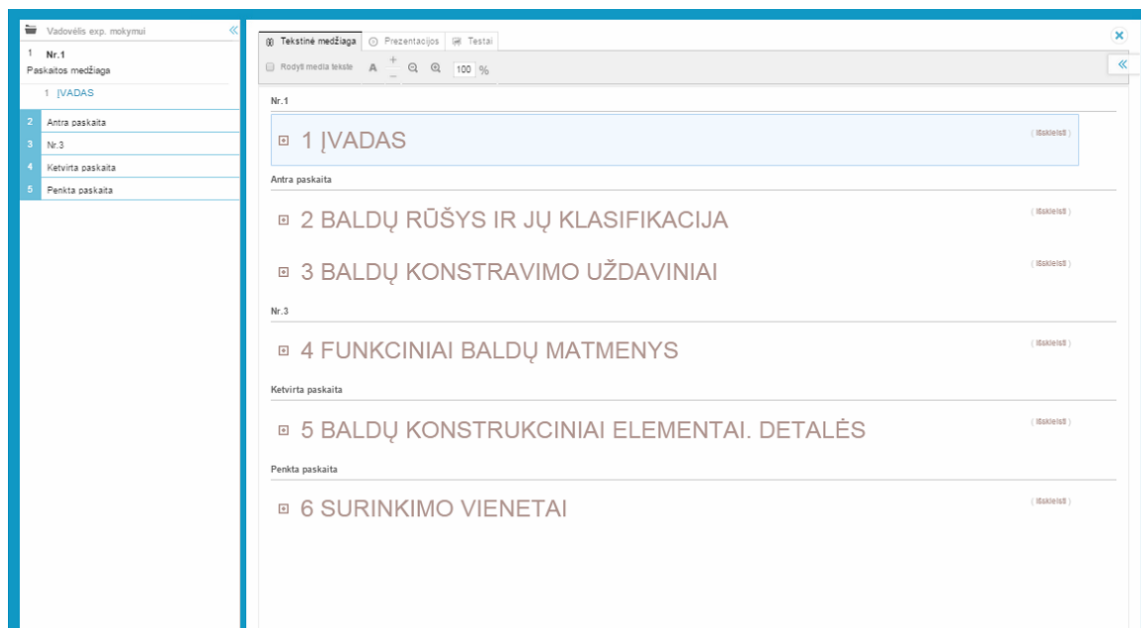 Vadovėlis exp. mokymui
1 Nr.1
Paskaitos medžiaga
1 ĮVADAS
2 Antra paskaita
3 Nr.3
4 Ketvirta paskaita
5 Penkta paskaita
Tekstinė medžiaga Prezentacijos Testai
Rodyti media tekste A + − 100 %
Nr.1
1 ĮVADAS ( Išskleisti )
Antra paskaita
2 BALDŲ RŪŠYS IR JŲ KLASIFIKACIJA ( Išskleisti )
3 BALDŲ KONSTRAVIMO UŽDAVINIAI ( Išskleisti )
Nr.3
4 FUNKCINIAI BALDŲ MATMENYS ( Išskleisti )
Ketvirta paskaita
5 BALDŲ KONSTRUKCINIAI ELEMENTAI. DETALĖS ( Išskleisti )
Penkta paskaita
6 SURINKIMO VIENETAI ( Išskleisti )